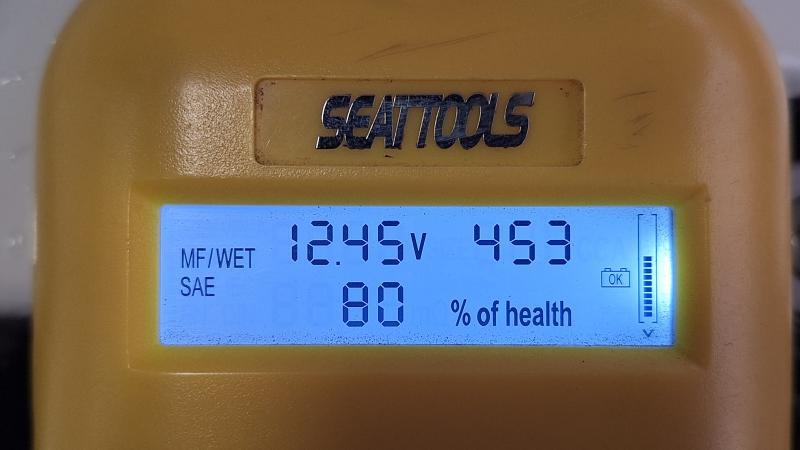 SEATTOOLS
MF/WET 12.45V 453
SAE 80 % of health
OK